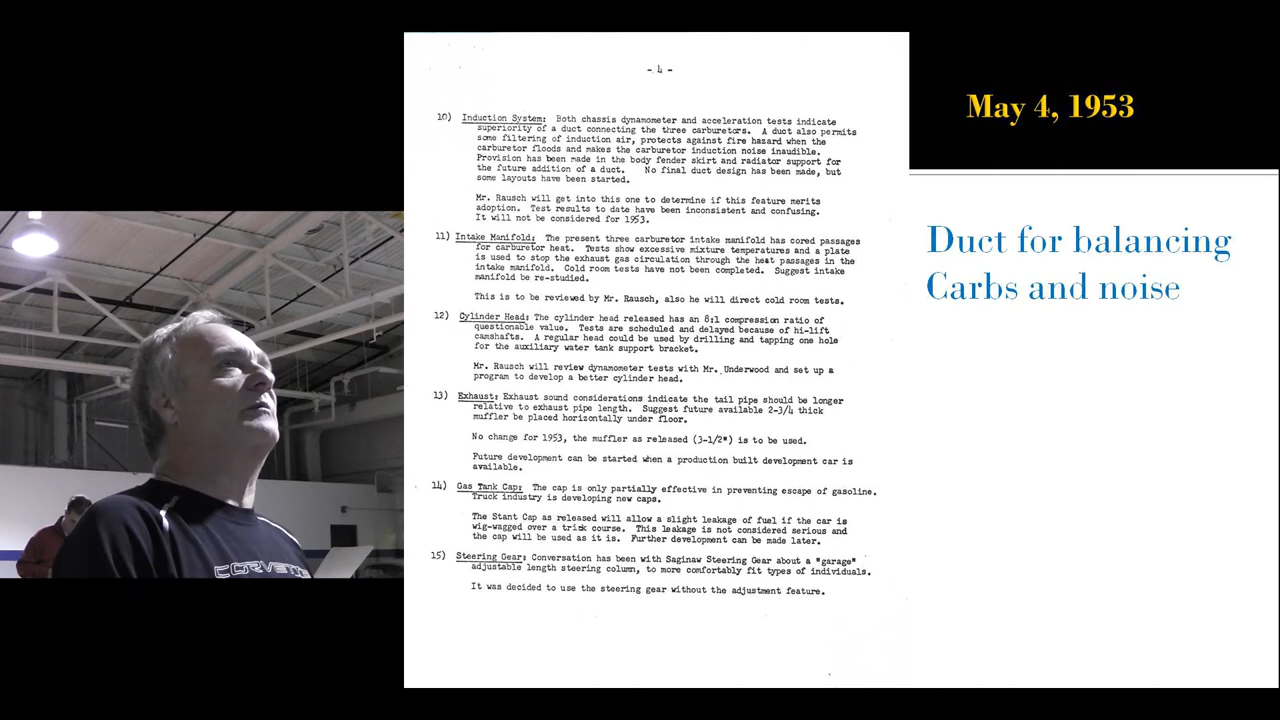 - 4 -
10) Induction System: Both chassis dynamometer and acceleration tests indicate
superiority of a duct connecting the three carburetors. A duct also permits
some filtering of induction air, protects against fire hazard when the
carburetor floods and makes the carburetor induction noise inaudible.
Provision has been made in the body fender skirt and radiator support for
the future addition of a duct. No final duct design has been made, but
some layouts have been started.
Mr. Rausch will get into this one to determine if this feature merits
adoption. Test results to date have been inconsistent and confusing.
It will not be considered for 1953.
11) Intake Manifold: The present three carburetor intake manifold has cored passages
for carburetor heat. Tests show excessive mixture temperatures and a plate
is used to stop the exhaust gas circulation through the heat passages in the
intake manifold. Cold room tests have not been completed. Suggest intake
manifold be re-studied.
This is to be reviewed by Mr. Rausch, also he will direct cold room tests.
12) Cylinder Head: The cylinder head released has an 8:1 compression ratio of
questionable value. Tests are scheduled and delayed because of hi-lift
camshafts. A regular head could be used by drilling and tapping one hole
for the auxiliary water tank support bracket.
Mr. Rausch will review dynamometer tests with Mr. Underwood and set up a
program to develop a better cylinder head.
13) Exhaust: Exhaust sound considerations indicate the tail pipe should be longer
relative to exhaust pipe length. Suggest future available 2-3/4 thick
muffler be placed horizontally under floor.
No change for 1953, the muffler as released (3-1/2") is to be used.
Future development can be started when a production built development car is
available.
14) Gas Tank Cap: The cap is only partially effective in preventing escape of gasoline.
Truck industry is developing new caps.
The Stant Cap as released will allow a slight leakage of fuel if the car is
wig-wagged over a trick course. This leakage is not considered serious and
the cap will be used as it is. Further development can be made later.
15) Steering Gear: Conversation has been with Saginaw Steering Gear about a "garage"
adjustable length steering column, to more comfortably fit types of individuals.
It was decided to use the steering gear without the adjustment feature.
May 4, 1953
Duct for balancing
Carbs and noise
CORVETTE